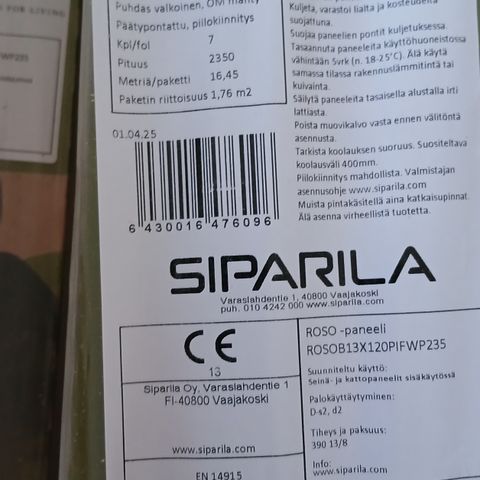 R LIVING
WP235
Puhdas valkoinen, OM mänty
Päätypontattu, piilokiinnitys
Kpl/fol 7
Pituus 2350
Metriä/paketti 16,45
Paketin riittoisuus 1,76 m2
Kuljeta, varastoi lialta ja kosteudelta
suojattuna.
Suojaa paneelien pontit kuljetuksessa.
Tasaannuta paneeleita käyttöhuoneistossa
vähintään 5vrk (n. 18-25°C). Älä käytä
samassa tilassa rakennuslämmitintä tai
kuivainta.
Säilytä paneeleita tasaisella alustalla irti
lattiasta.
Poista muovikalvo vasta ennen välitöntä
asennusta.
Tarkista koolauksen suoruus. Suositeltava
koolausväli 400mm.
Piilokiinnitys mahdollista. Valmistajan
asennusohje www.siparila.com
Muista pintakäsitellä aina katkaisupinnat.
Älä asenna virheellistä tuotetta.
01.04.25
6 430016 476096
SIPARILA
Varaslahdentie 1, 40800 Vaajakoski
puh. 010 4242 000 www.siparila.com
CE
13
Siparila Oy, Varaslahdentie 1
FI-40800 Vaajakoski
www.siparila.com
EN 14915
ROSO -paneeli
ROSOB13X120PIFWP235
Suunniteltu käyttö:
Seinä- ja kattopaneelit sisäkäytössä
Palokäyttäytyminen:
D-s2, d2
Tiheys ja paksuus:
390 13/8
Info:
www.siparila.com